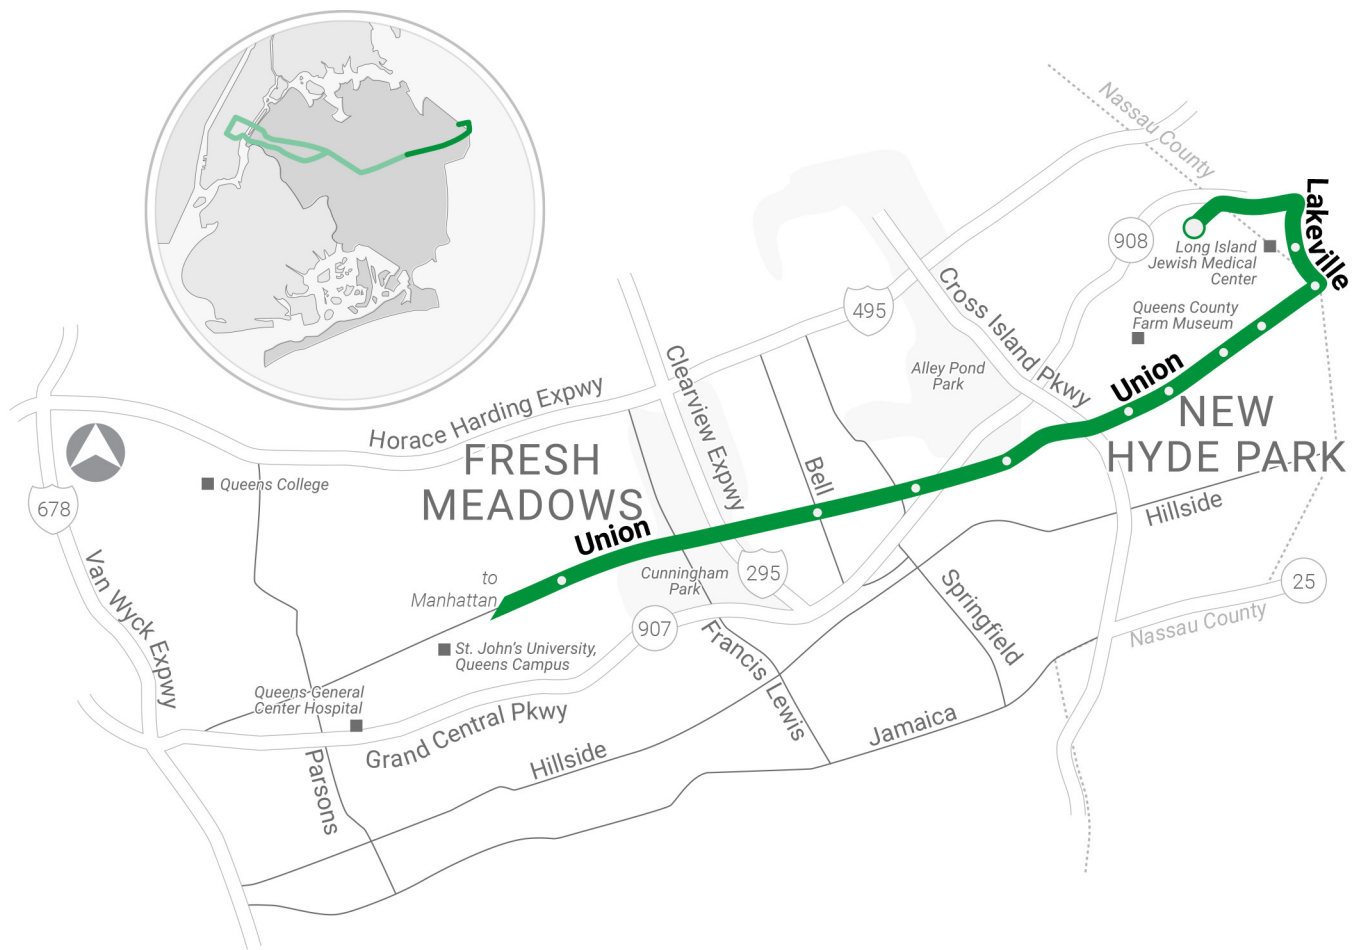 Nassau County
Lakeville
908
Long Island
Jewish Medical
Center
Cross Island Pkwy
495
Queens County
Farm Museum
Clearview Expwy
Alley Pond
Park
Union
Horace Harding Expwy
NEW
HYDE PARK
FRESH
MEADOWS
Bell
Queens College
678
Hillside
Union
295
Cunningham
Park
to
Manhattan
25
Van Wyck Expwy
Springfield
907
Nassau County
St. John's University,
Queens Campus
Francis Lewis
Queens General
Center Hospital
Grand Central Pkwy
Jamaica
Hillside
Parsons